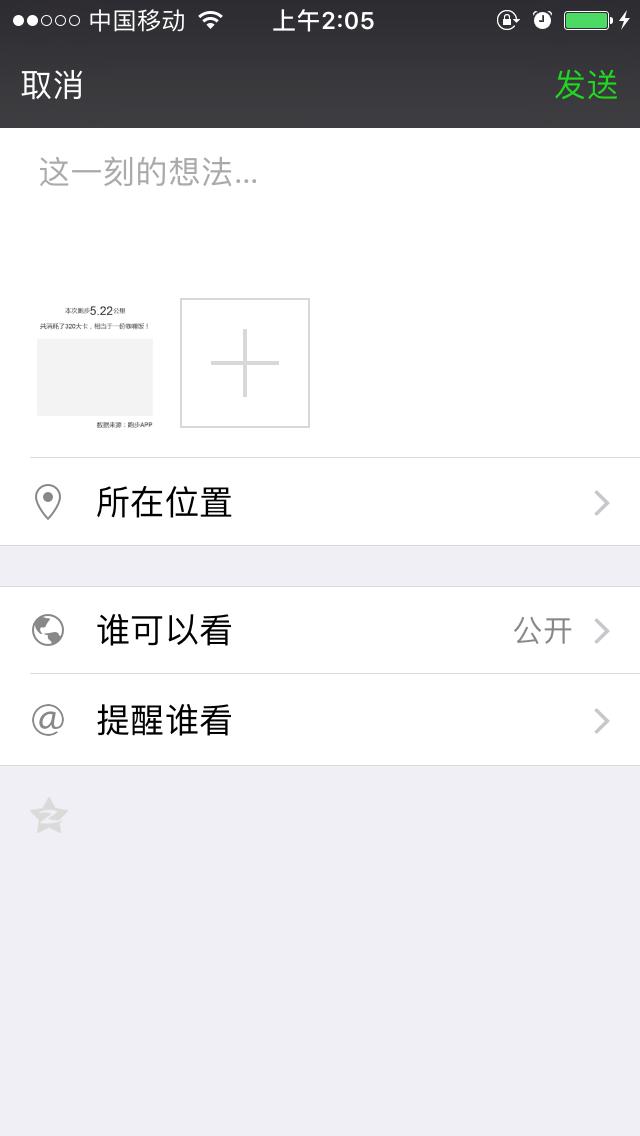 中国移动 上午2:05
取消 发送
这一刻的想法...
本次跑步5.22公里
共消耗了320大卡，相当于一份咖喱饭！
数据来源：跑步APP
所在位置
谁可以看 公开
提醒谁看